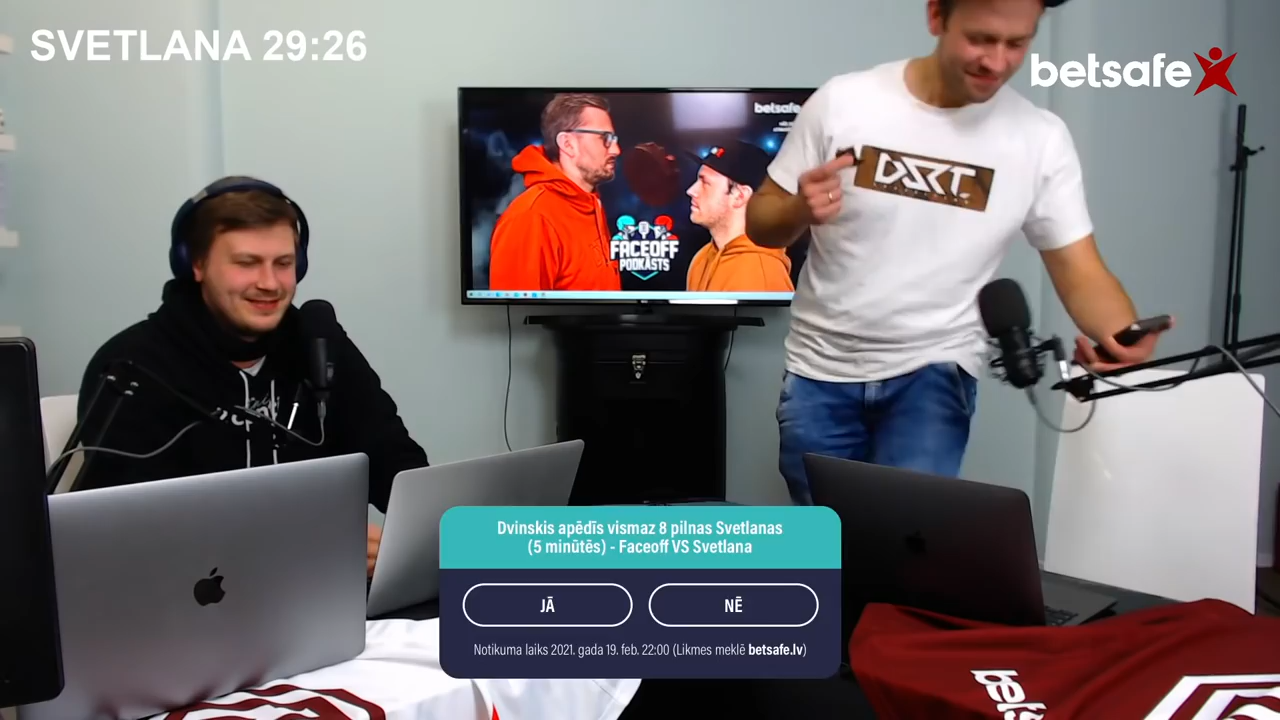 SVETLANA 29:26
betsafe
betsafe
DSRT.
FACEOFF
PODKĀSTS
Dvinskis apēdīs vismaz 8 pilnas Svetlanas
(5 minūtēs) - Faceoff VS Svetlana
JĀ
NĒ
Notikuma laiks 2021. gada 19. feb. 22:00 (Likmes meklē betsafe.lv)